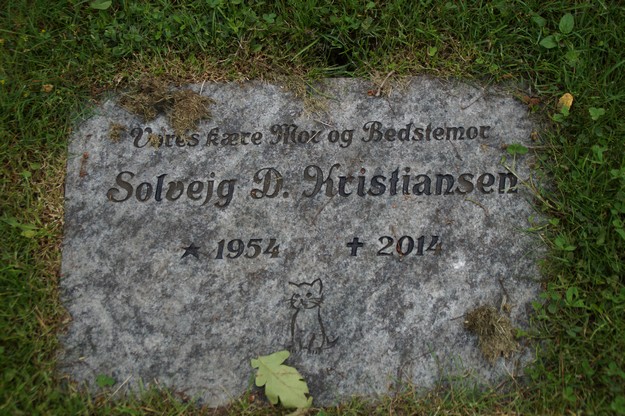 Vores kære Mor og Bedstemor
Solvejg D. Kristiansen
★ 1954 ✝ 2014